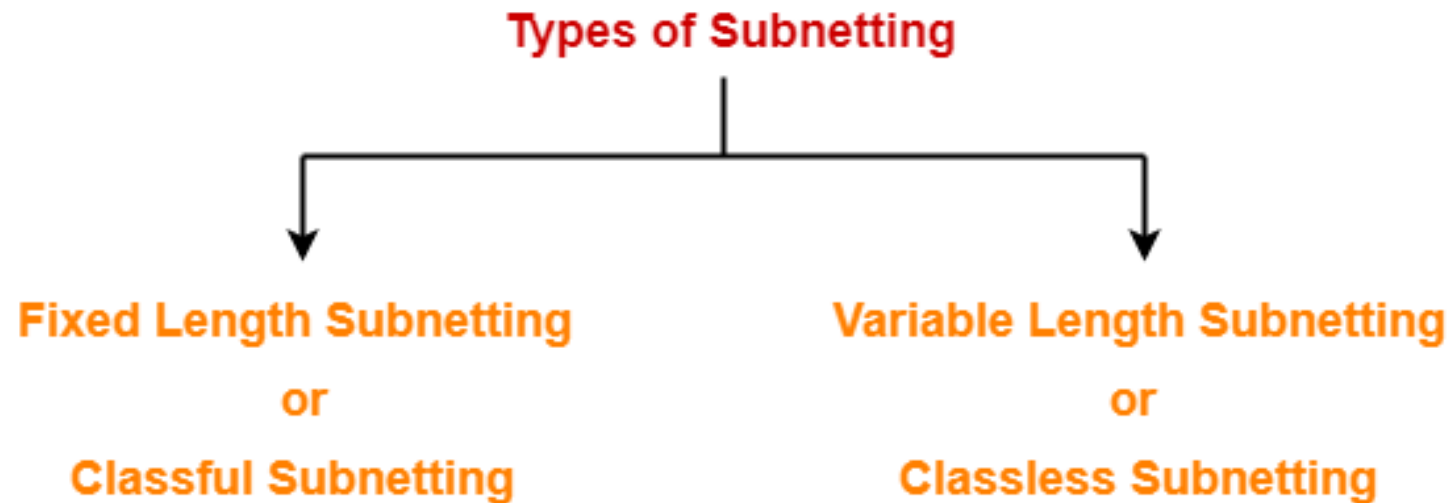 Types of Subnetting
Fixed Length Subnetting
or
Classful Subnetting
Variable Length Subnetting
or
Classless Subnetting